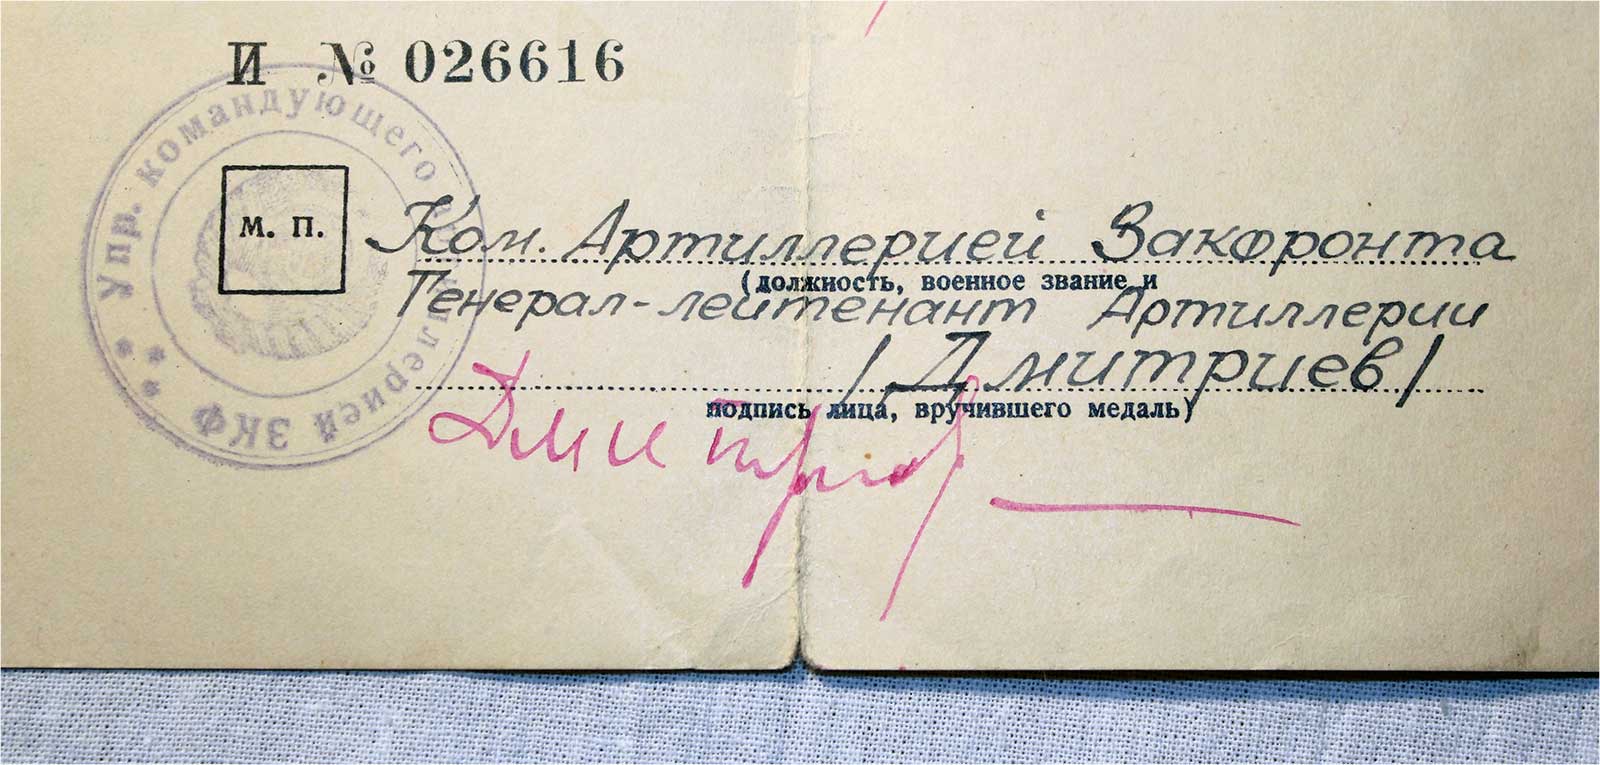 И № 026616
Упр. командующего артиллерией ЗКФ
М. П.
Ком. Артиллерией Закфронта
(должность, военное звание и
Генерал-лейтенант Артиллерии
/Дмитриев/
подпись лица, вручившего медаль)